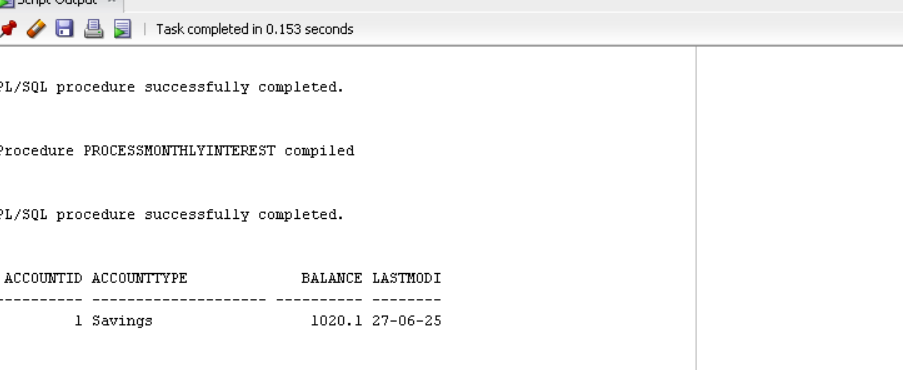 Script Output
Task completed in 0.153 seconds
PL/SQL procedure successfully completed.
Procedure PROCESSMONTHLYINTEREST compiled
PL/SQL procedure successfully completed.
ACCOUNTID ACCOUNTTYPE BALANCE LASTMODI
---------- -------------------- ---------- --------
1 Savings 1020.1 27-06-25